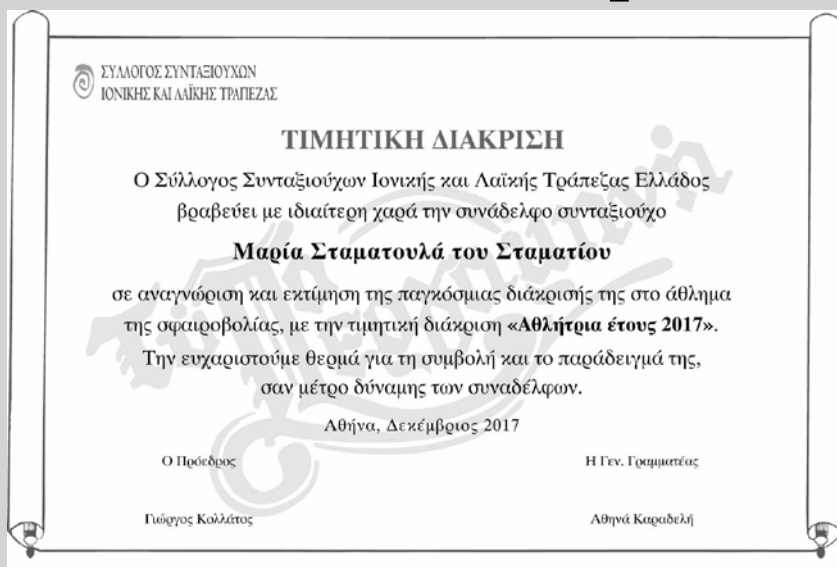 ΣΥΛΛΟΓΟΣ ΣΥΝΤΑΞΙΟΥΧΩΝ
ΙΟΝΙΚΗΣ ΚΑΙ ΛΑΪΚΗΣ ΤΡΑΠΕΖΑΣ
ΤΙΜΗΤΙΚΗ ΔΙΑΚΡΙΣΗ
Ο Σύλλογος Συνταξιούχων Ιονικής και Λαϊκής Τράπεζας Ελλάδος
βραβεύει με ιδιαίτερη χαρά την συνάδελφο συνταξιούχο
Μαρία Σταματουλά του Σταματίου
σε αναγνώριση και εκτίμηση της παγκόσμιας διάκρισής της στο άθλημα
της σφαιροβολίας, με την τιμητική διάκριση «Αθλήτρια έτους 2017».
Την ευχαριστούμε θερμά για τη συμβολή και το παράδειγμά της,
σαν μέτρο δύναμης των συναδέλφων.
Αθήνα, Δεκέμβριος 2017
Ο Πρόεδρος
Η Γεν. Γραμματέας
Γιώργος Κολλάτος
Αθηνά Καραδελή